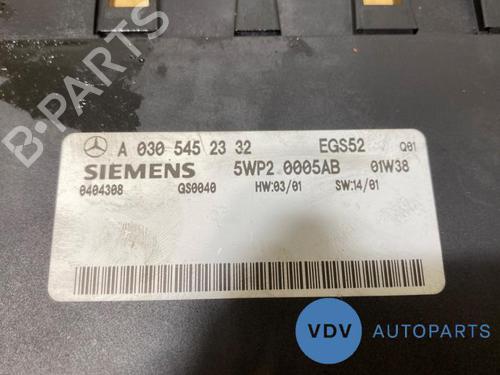 B-PARTS
A 030 545 23 32 EGS52 Q01
SIEMENS 5WP2 0005AB 01W38
0404308 GS0040 HW:03/01 SW:14/01
VDV AUTOPARTS